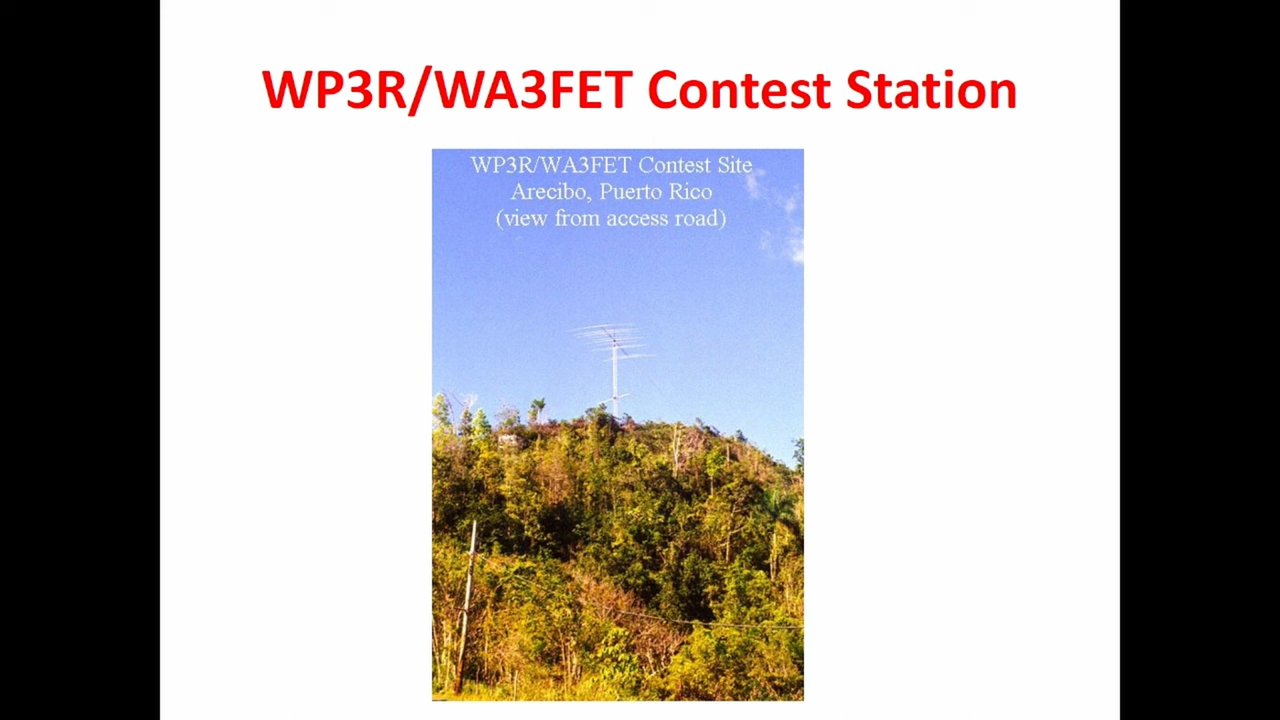 WP3R/WA3FET Contest Station
WP3R/WA3FET Contest Site
Arecibo, Puerto Rico
(view from access road)